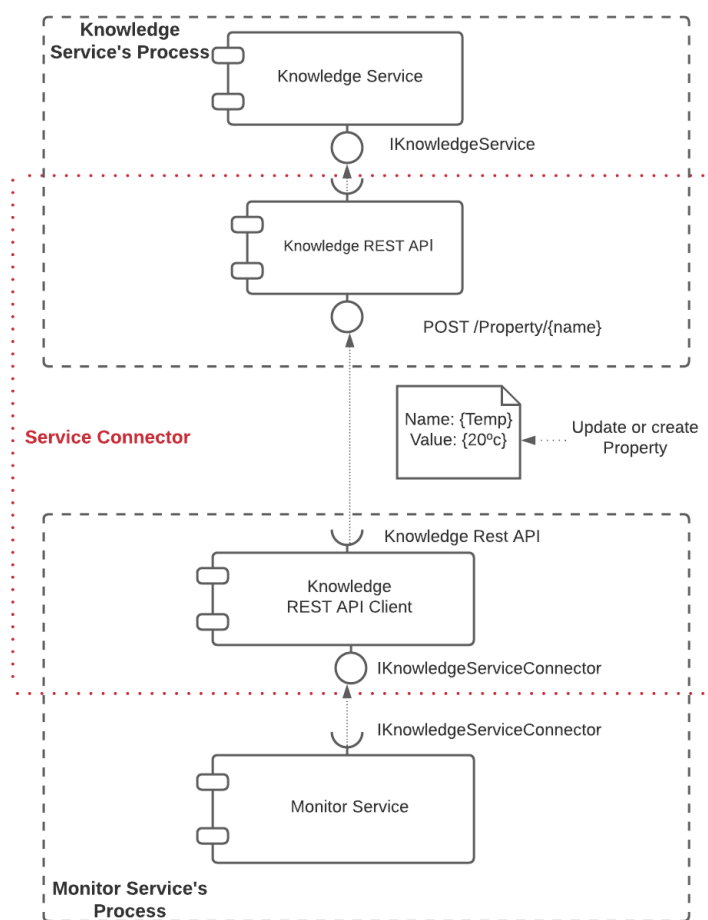 Knowledge
Service's Process
Knowledge Service
IKnowledgeService
Knowledge REST API
POST /Property/{name}
Name: {Temp}
Value: {20ºc}
Update or create
Property
Service Connector
Knowledge Rest API
Knowledge
REST API Client
IKnowledgeServiceConnector
IKnowledgeServiceConnector
Monitor Service
Monitor Service's
Process